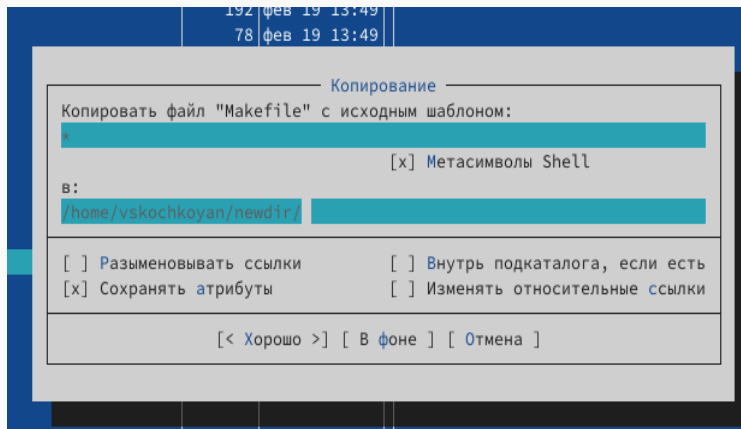 192 фев 19 13:49
78 фев 19 13:49
Копирование
Копировать файл "Makefile" с исходным шаблоном:
*
[x] Метасимволы Shell
в:
/home/vskochkoyan/newdir/
[ ] Разыменовывать ссылки [ ] Внутрь подкаталога, если есть
[x] Сохранять атрибуты [ ] Изменять относительные ссылки
[< Хорошо >] [ В фоне ] [ Отмена ]